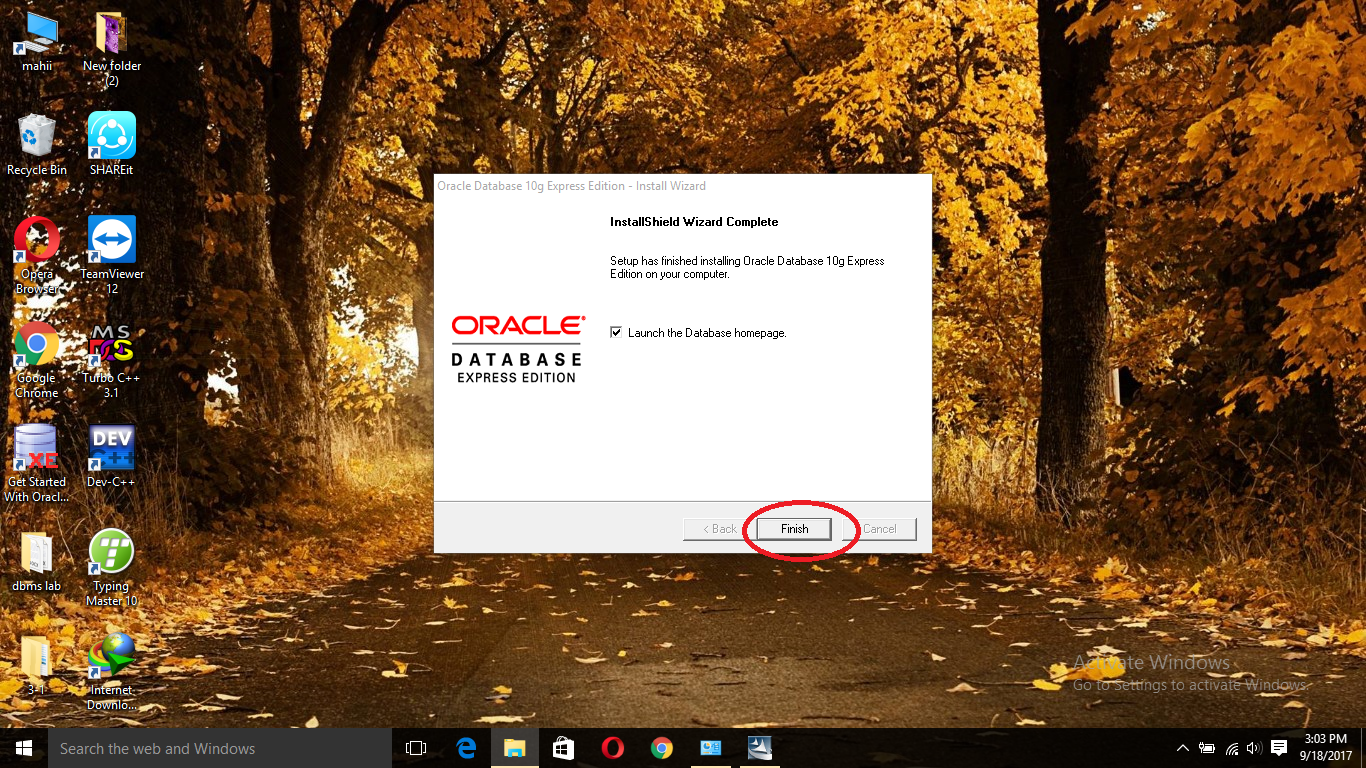 mahii
New folder
(2)
Recycle Bin
SHAREit
Opera
Browser
TeamViewer
12
Google
Chrome
MS
DOS
Turbo C++
3.1
XE
Get Started
With Oracl...
DEV
C++
Dev-C++
dbms lab
Typing
Master 10
3-1
Internet
Downlo...
Oracle Database 10g Express Edition - Install Wizard
InstallShield Wizard Complete
Setup has finished installing Oracle Database 10g Express
Edition on your computer.
ORACLE®
DATABASE
EXPRESS EDITION
Launch the Database homepage.
< Back
Finish
Cancel
Activate Windows
Go to Settings to activate Windows.
Search the web and Windows
3:03 PM
9/18/2017